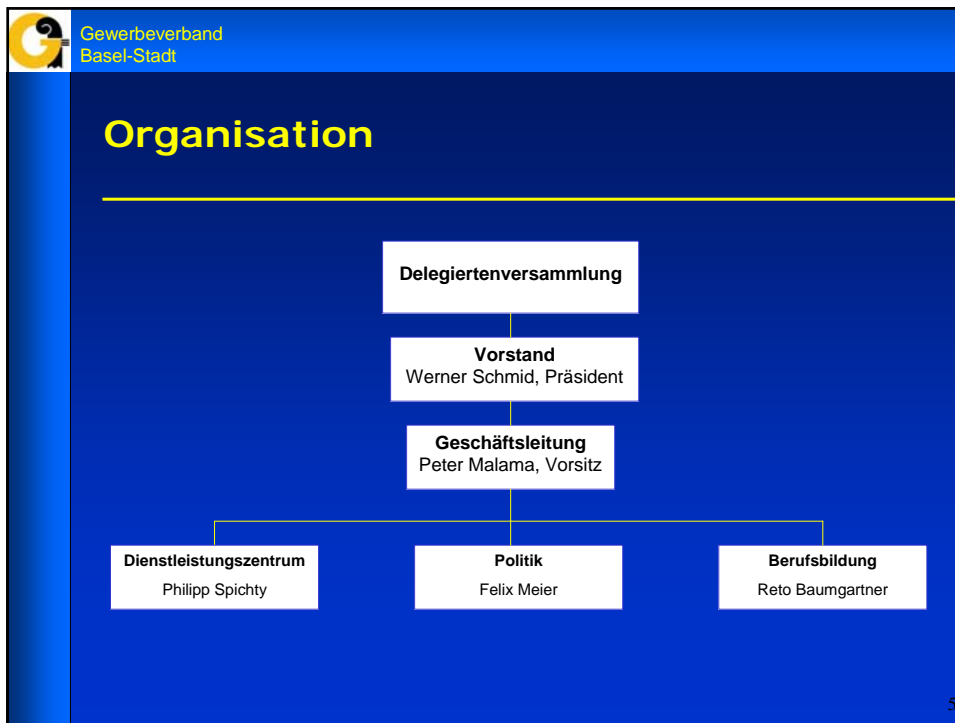 Gewerbeverband
Basel-Stadt
Organisation
Delegiertenversammlung
Vorstand
Werner Schmid, Präsident
Geschäftsleitung
Peter Malama, Vorsitz
Dienstleistungszentrum
Philipp Spichty
Politik
Felix Meier
Berufsbildung
Reto Baumgartner
5